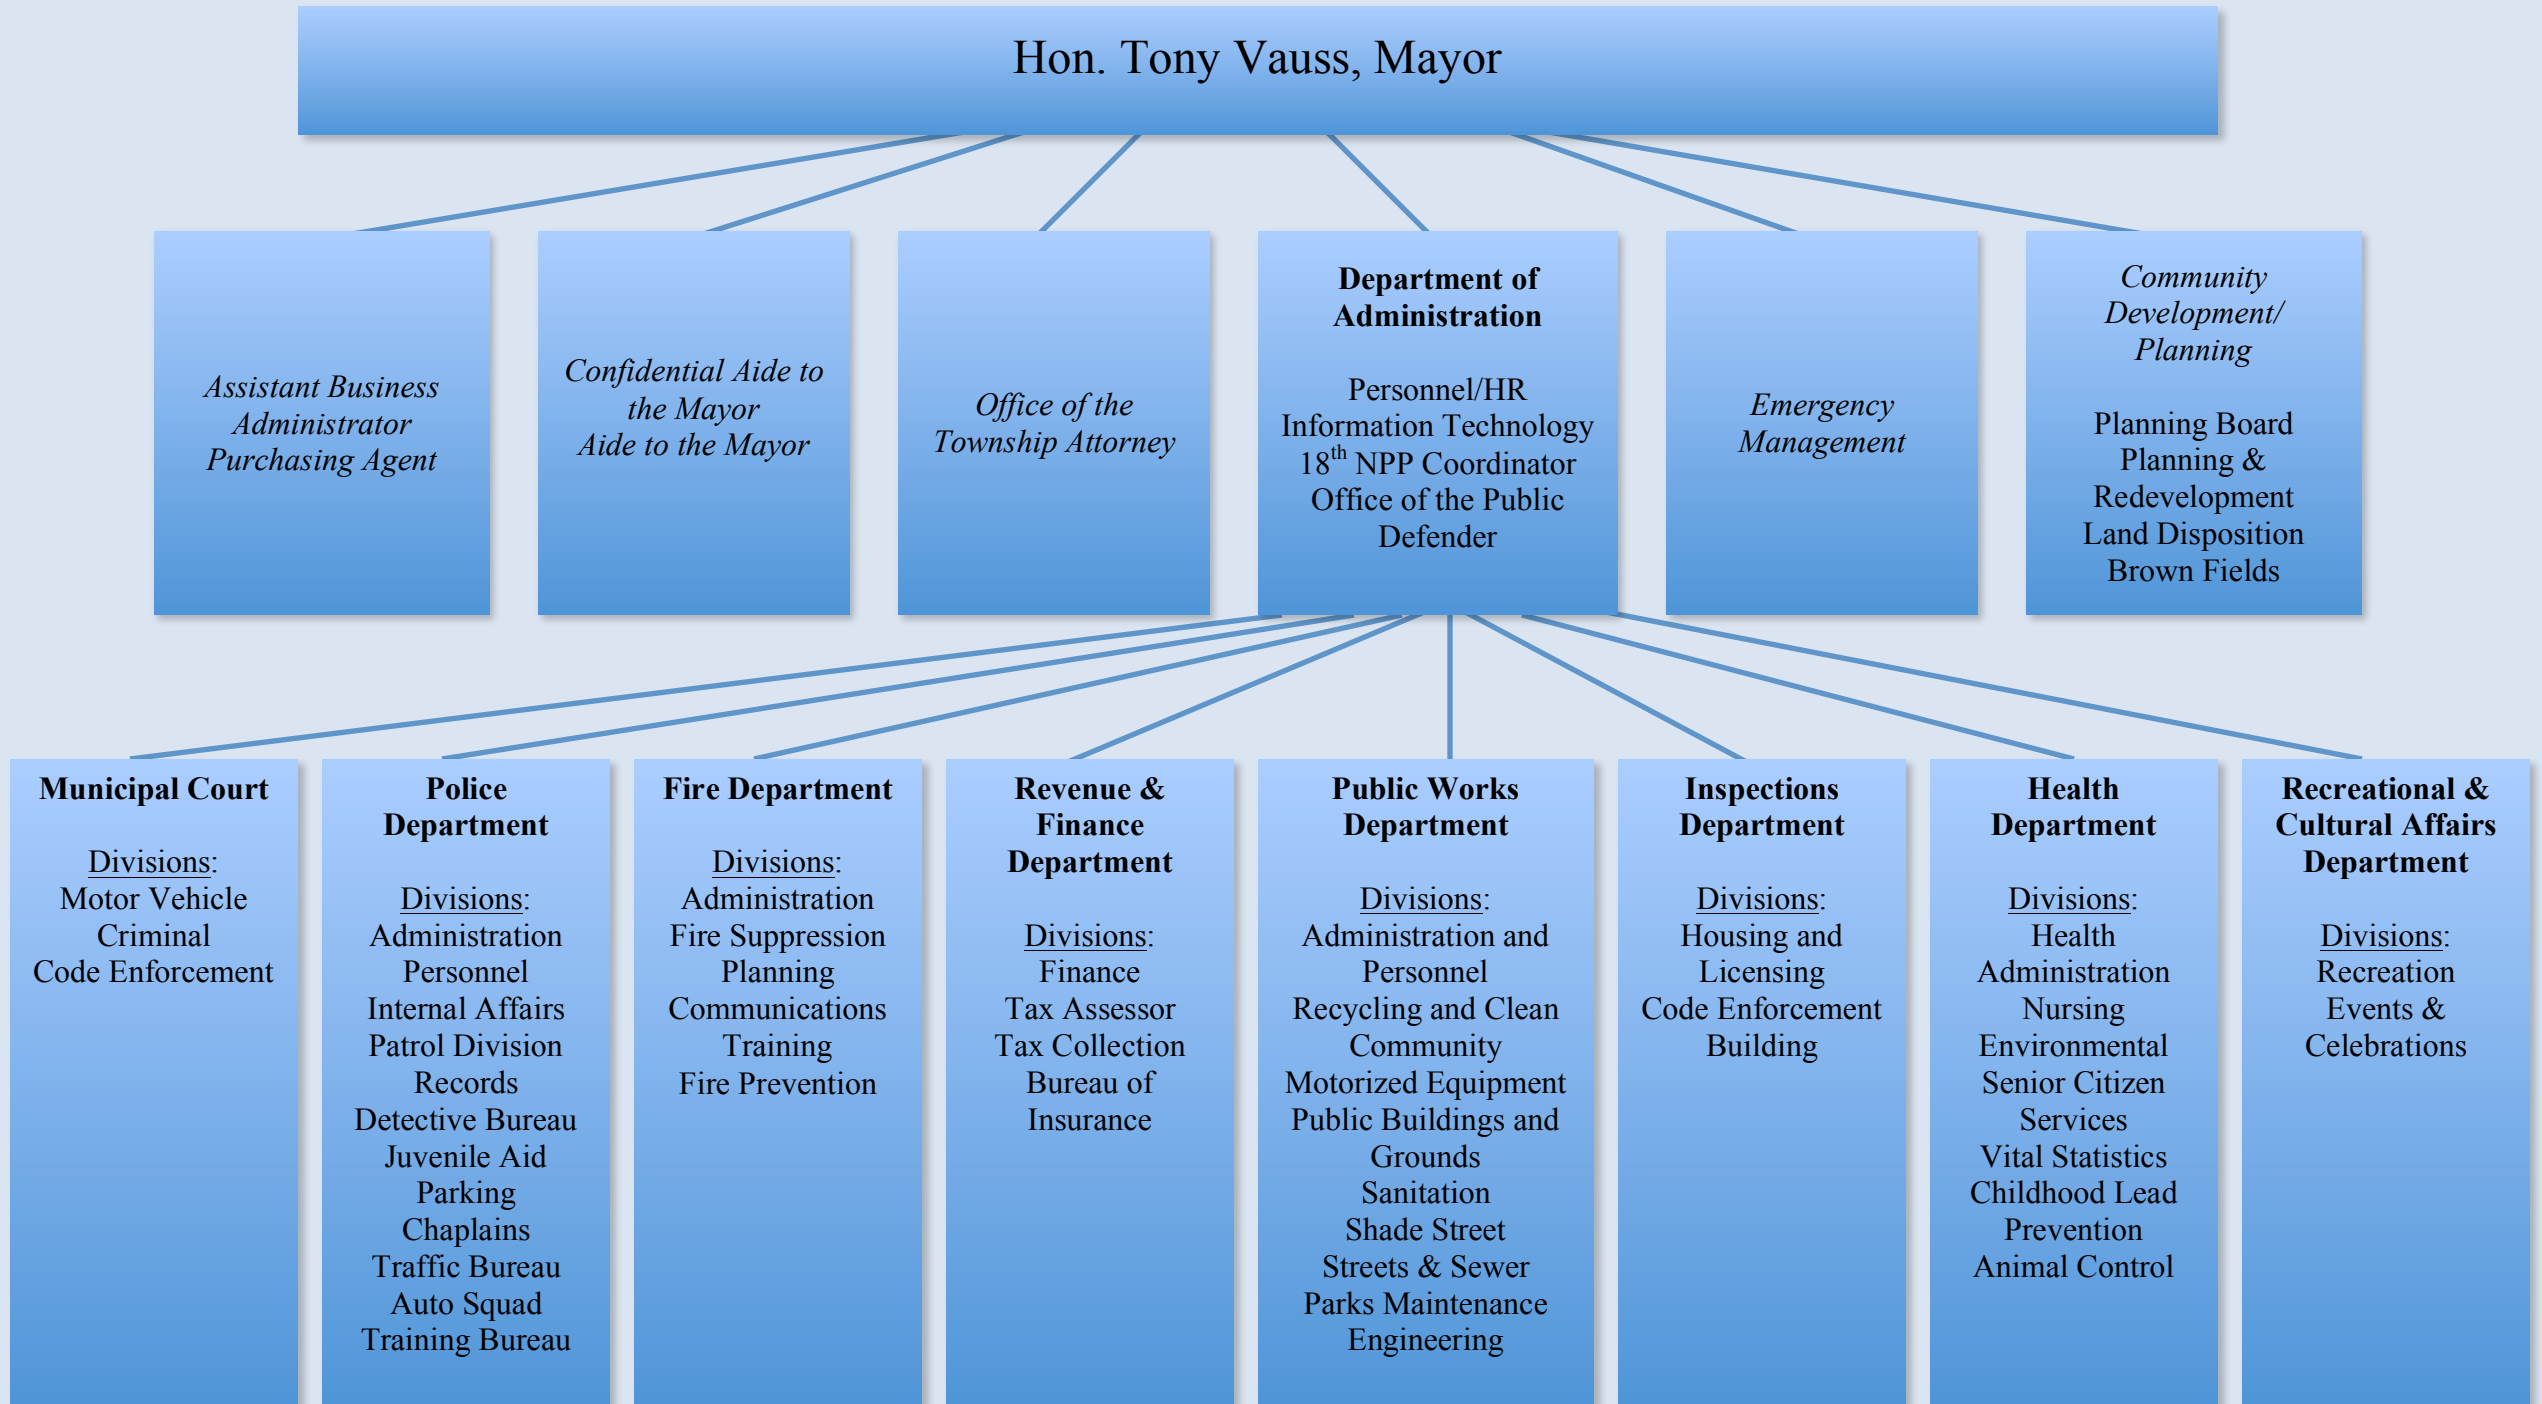 Hon. Tony Vauss, Mayor
Assistant Business
Administrator
Purchasing Agent
Confidential Aide to
the Mayor
Aide to the Mayor
Office of the
Township Attorney
Department of
Administration
Personnel/HR
Information Technology
18th NPP Coordinator
Office of the Public
Defender
Emergency
Management
Community
Development/
Planning
Planning Board
Planning &
Redevelopment
Land Disposition
Brown Fields
Municipal Court
Divisions:
Motor Vehicle
Criminal
Code Enforcement
Police
Department
Divisions:
Administration
Personnel
Internal Affairs
Patrol Division
Records
Detective Bureau
Juvenile Aid
Parking
Chaplains
Traffic Bureau
Auto Squad
Training Bureau
Fire Department
Divisions:
Administration
Fire Suppression
Planning
Communications
Training
Fire Prevention
Revenue &
Finance
Department
Divisions:
Finance
Tax Assessor
Tax Collection
Bureau of
Insurance
Public Works
Department
Divisions:
Administration and
Personnel
Recycling and Clean
Community
Motorized Equipment
Public Buildings and
Grounds
Sanitation
Shade Street
Streets & Sewer
Parks Maintenance
Engineering
Inspections
Department
Divisions:
Housing and
Licensing
Code Enforcement
Building
Health
Department
Divisions:
Health
Administration
Nursing
Environmental
Senior Citizen
Services
Vital Statistics
Childhood Lead
Prevention
Animal Control
Recreational &
Cultural Affairs
Department
Divisions:
Recreation
Events &
Celebrations